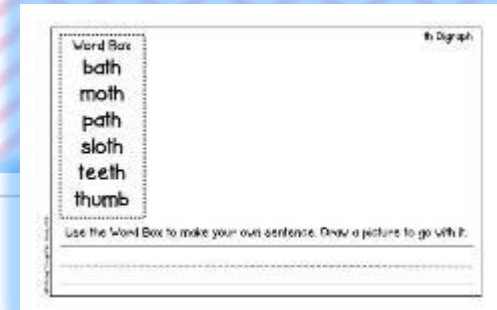 th Digraph
Word Box
bath
moth
path
sloth
teeth
thumb
Use the Word Box to make your own sentence. Draw a picture to go with it.